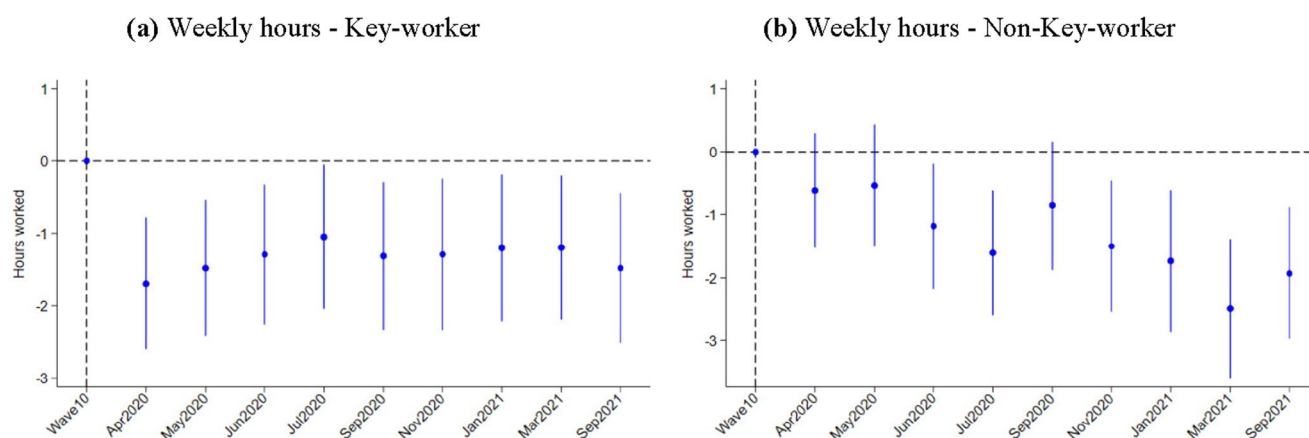 (a) Weekly hours - Key-worker
1
0
-1
-2
-3
Hours worked
Wave10
Apr2020
May2020
Jun2020
Jul2020
Sep2020
Nov2020
Jan2021
Mar2021
Sep2021
(b) Weekly hours - Non-Key-worker
1
0
-1
-2
-3
Hours worked
Wave10
Apr2020
May2020
Jun2020
Jul2020
Sep2020
Nov2020
Jan2021
Mar2021
Sep2021